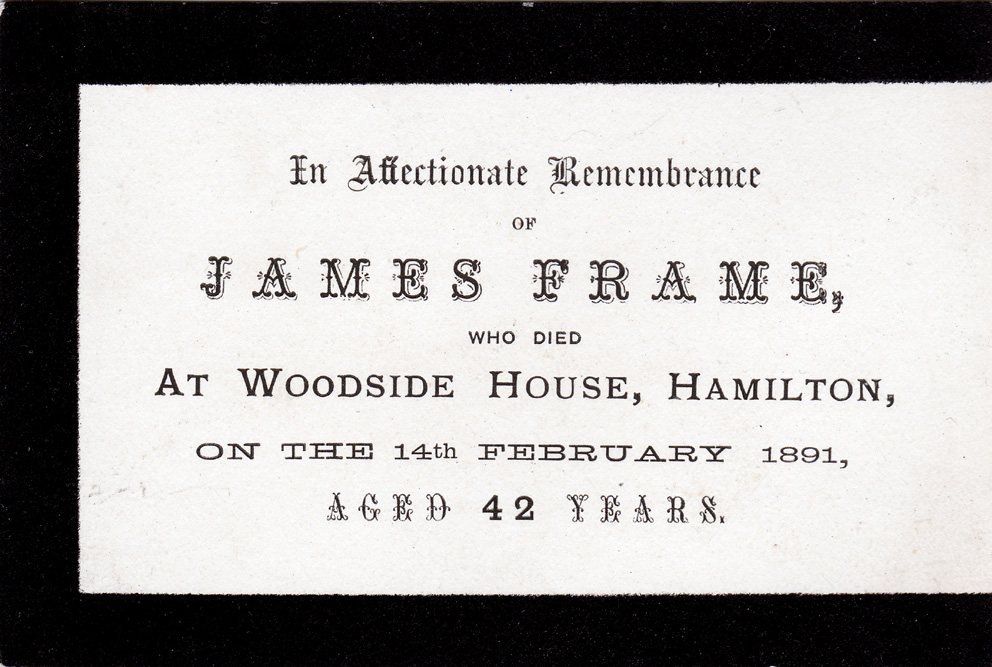 In Affectionate Remembrance
OF
JAMES FRAME,
WHO DIED
AT WOODSIDE HOUSE, HAMILTON,
ON THE 14th FEBRUARY 1891,
AGED 42 YEARS.